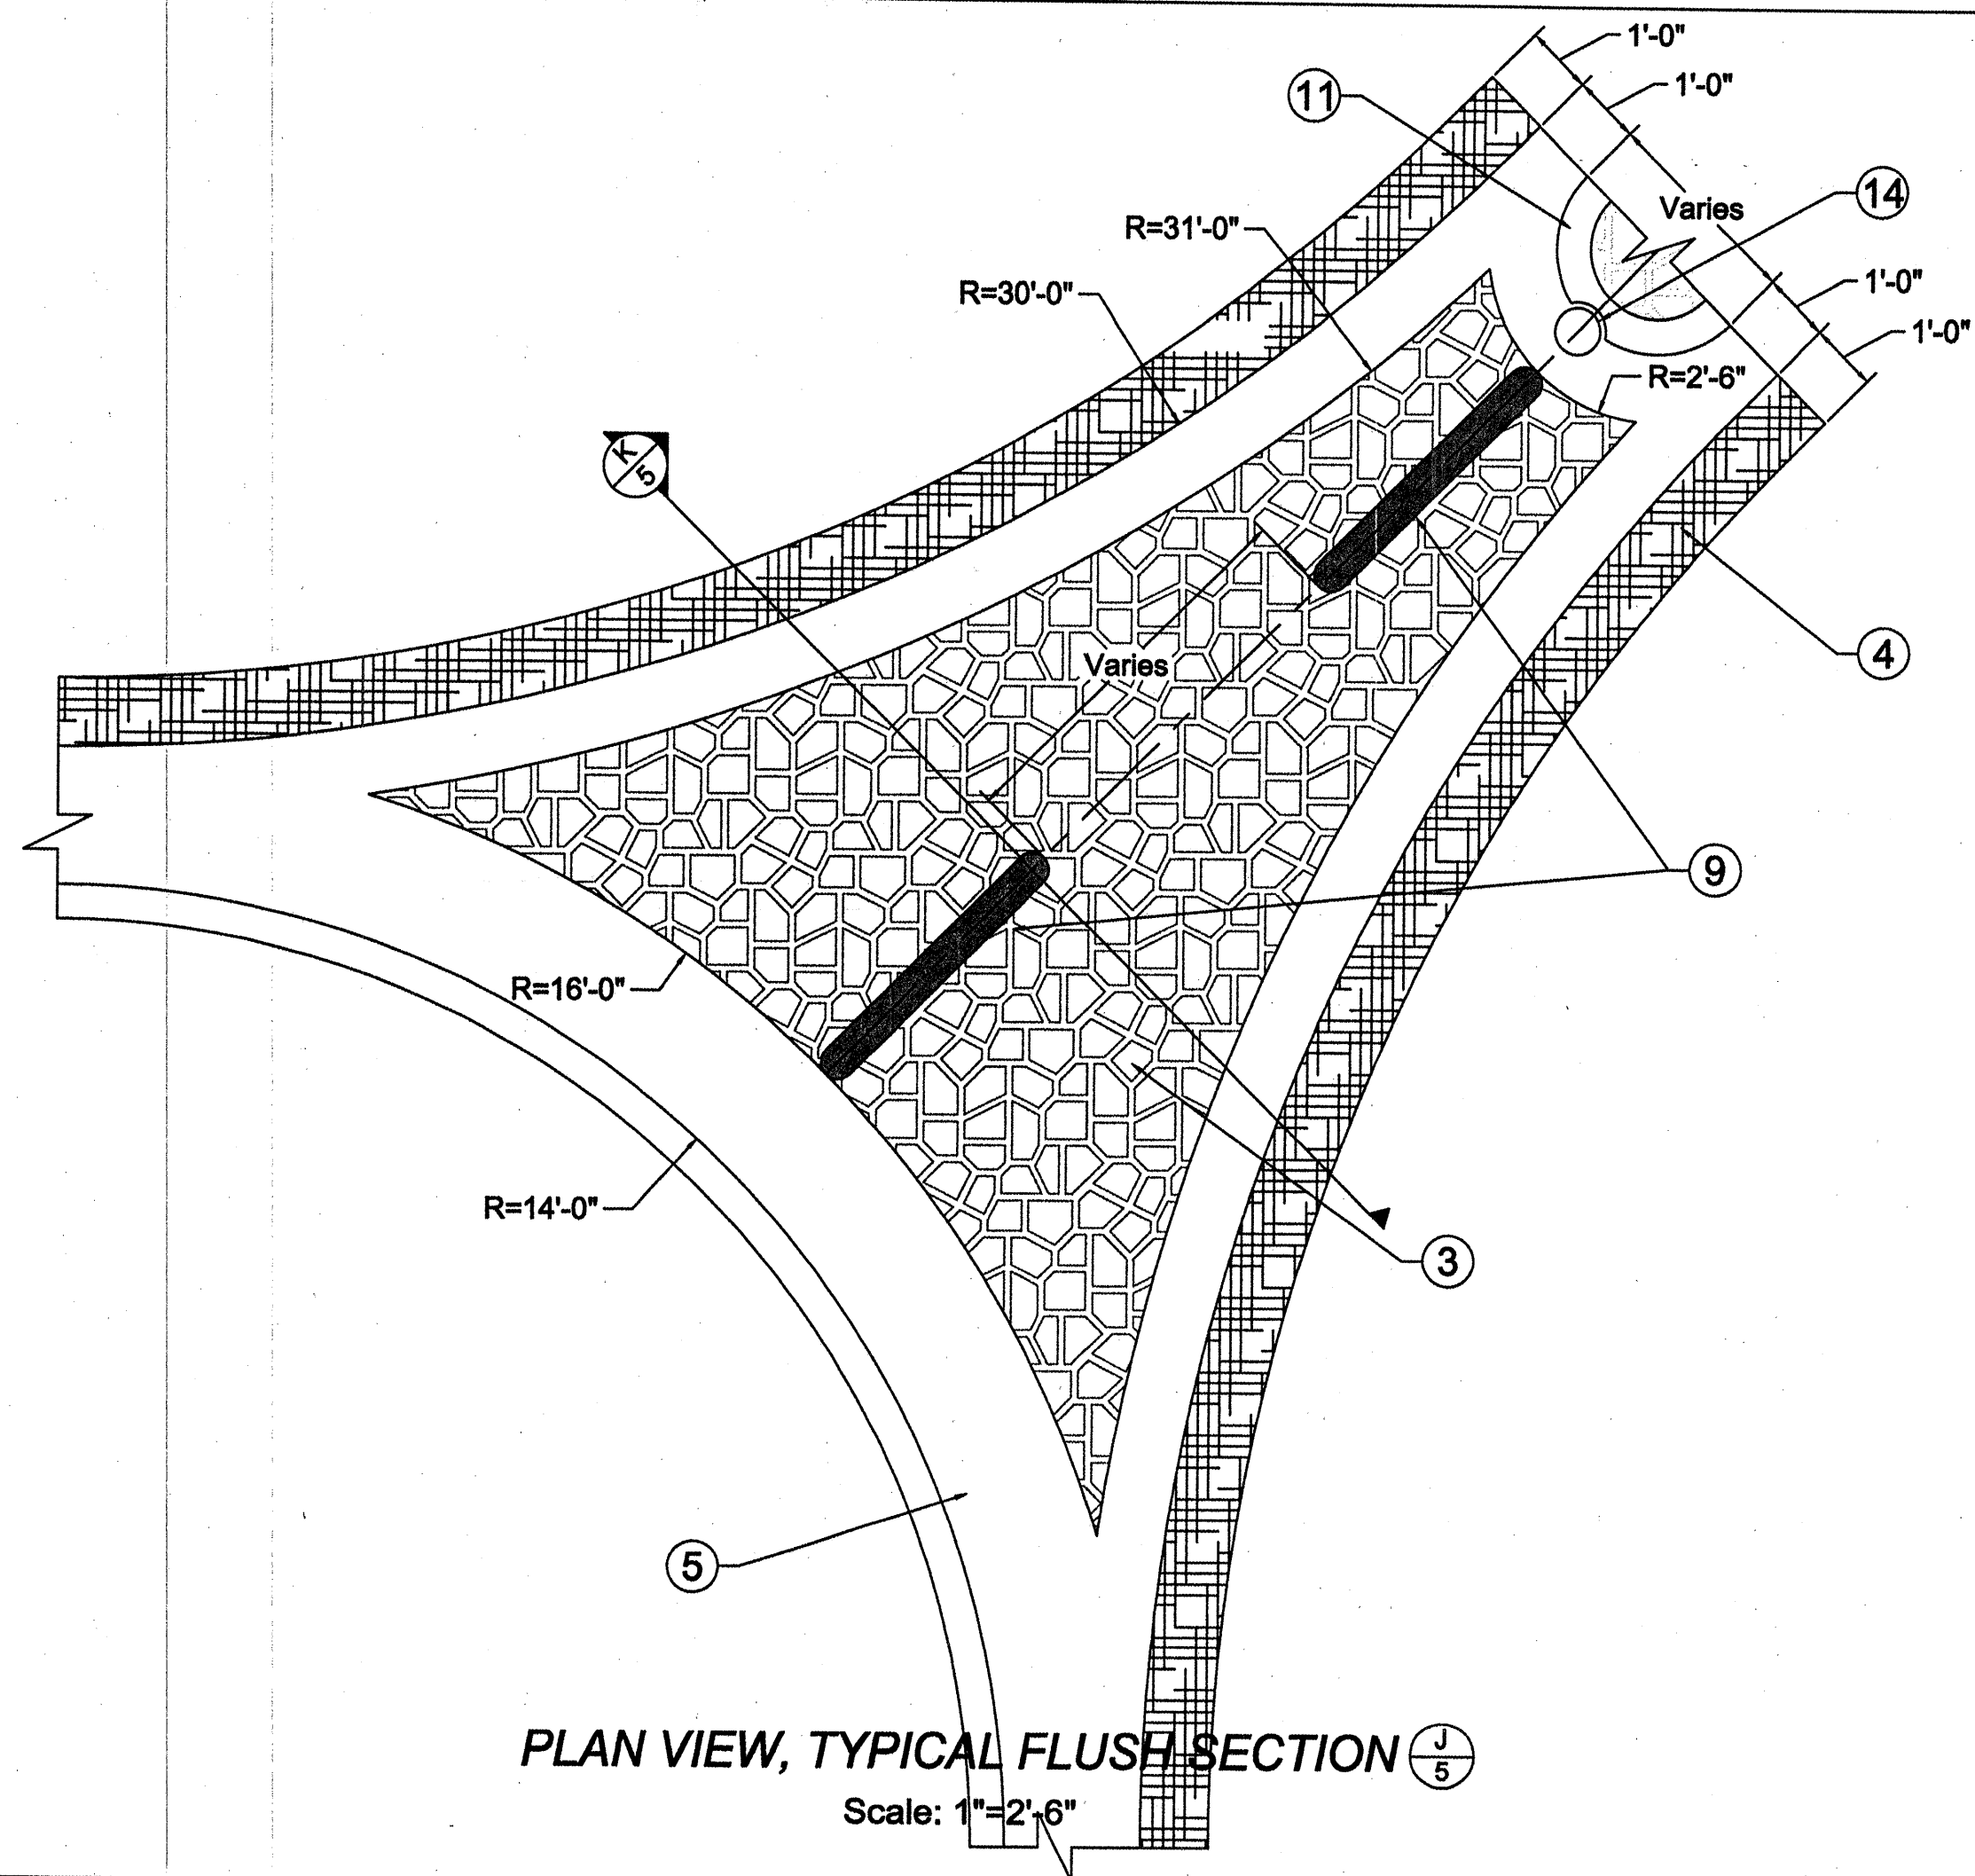 1'-0"
1'-0"
11
14
Varies
R=31'-0"
1'-0"
R=30'-0"
1'-0"
R=2'-6"
K
5
4
Varies
9
R=16'-0"
R=14'-0"
3
5
PLAN VIEW, TYPICAL FLUSH SECTION
J
5
Scale: 1"=2'-6"